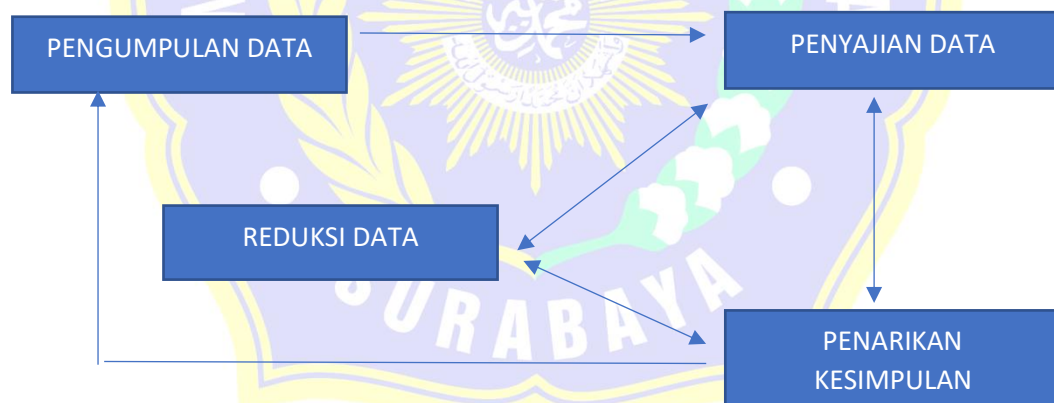 PENGUMPULAN DATA
PENYAJIAN DATA
REDUKSI DATA
SURABAYA
PENARIKAN
KESIMPULAN